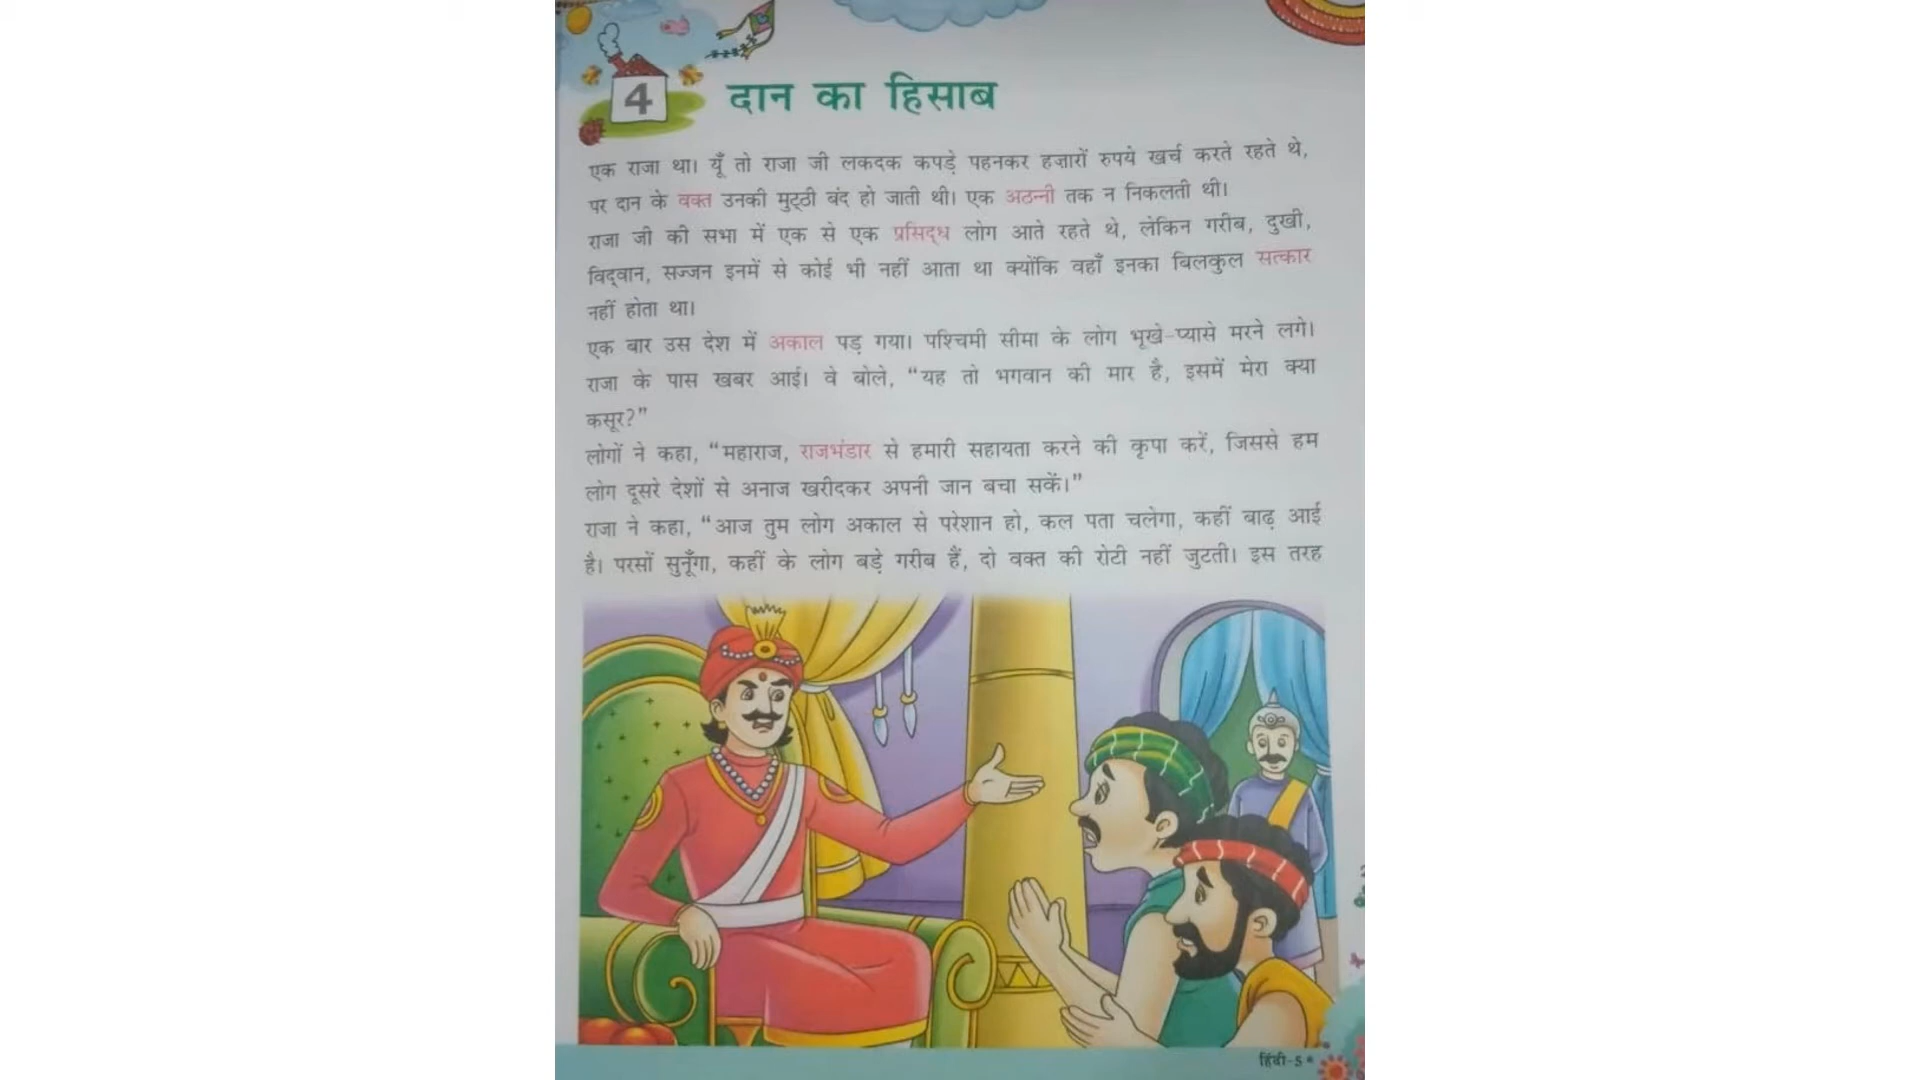 4
दान का हिसाब
एक राजा था। यूँ तो राजा जी लकदक कपड़े पहनकर हज़ारों रुपये खर्च करते रहते थे,
पर दान के वक्त उनकी मुट्ठी बंद हो जाती थी। एक अठन्नी तक न निकलती थी।
राजा जी की सभा में एक से एक प्रसिद्ध लोग आते रहते थे, लेकिन गरीब, दुखी,
विद्वान, सज्जन इनमें से कोई भी नहीं आता था क्योंकि वहाँ इनका बिलकुल सत्कार
नहीं होता था।
एक बार उस देश में अकाल पड़ गया। पश्चिमी सीमा के लोग भूखे-प्यासे मरने लगे।
राजा के पास खबर आई। वे बोले, “यह तो भगवान की मार है, इसमें मेरा क्या
कसूर?”
लोगों ने कहा, “महाराज, राजभंडार से हमारी सहायता करने की कृपा करें, जिससे हम
लोग दूसरे देशों से अनाज खरीदकर अपनी जान बचा सकें।”
राजा ने कहा, “आज तुम लोग अकाल से परेशान हो, कल पता चलेगा, कहीं बाढ़ आई
है। परसों सुनूँगा, कहीं के लोग बड़े गरीब हैं, दो वक्त की रोटी नहीं जुटती। इस तरह
हिंदी-5